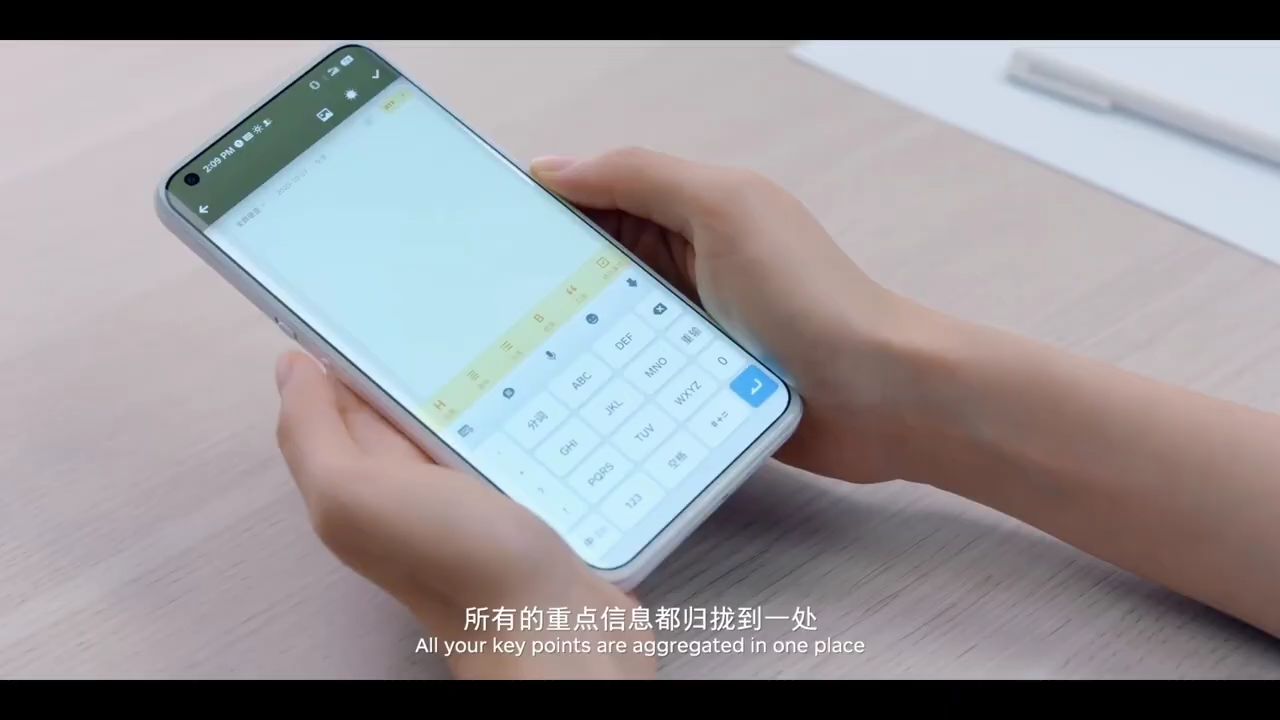 2:09 PM
H
B
分词
ABC
DEF
GHI
JKL
MNO
重输
PQRS
TUV
WXYZ
0
123
空格
#+=
所有的重点信息都归拢到一处
All your key points are aggregated in one place